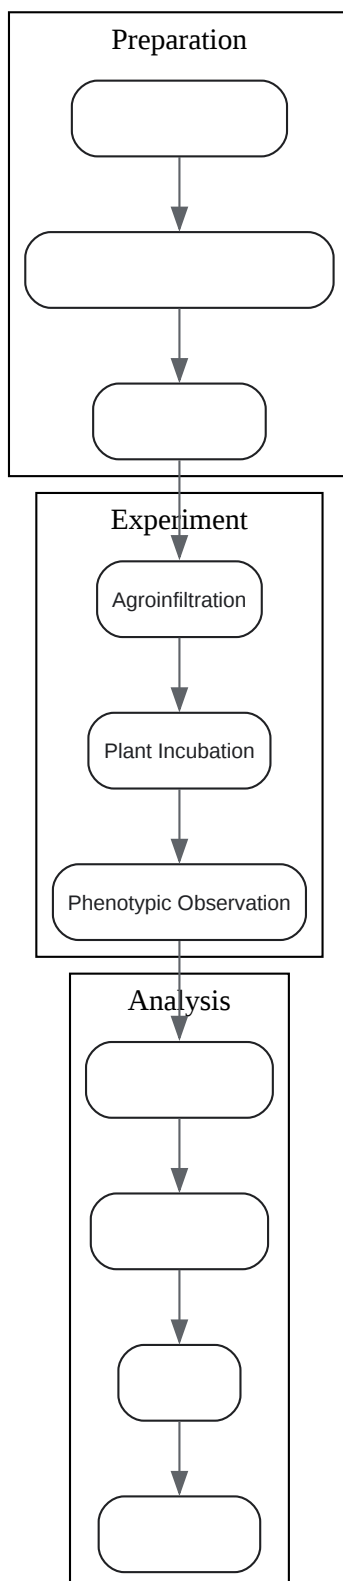 Preparation
Experiment
Agroinfiltration
Plant Incubation
Phenotypic Observation
Analysis